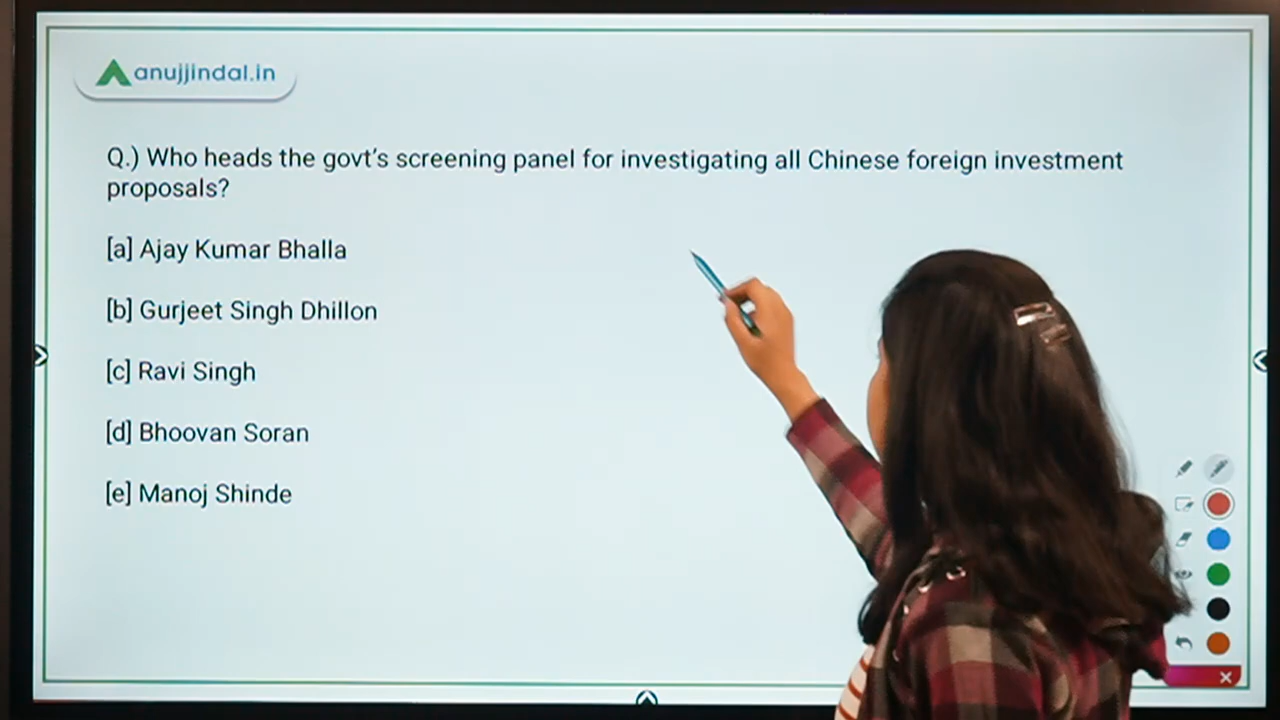 anujjindal.in
Q.) Who heads the govt's screening panel for investigating all Chinese foreign investment
proposals?
[a] Ajay Kumar Bhalla
[b] Gurjeet Singh Dhillon
[c] Ravi Singh
[d] Bhoovan Soran
[e] Manoj Shinde